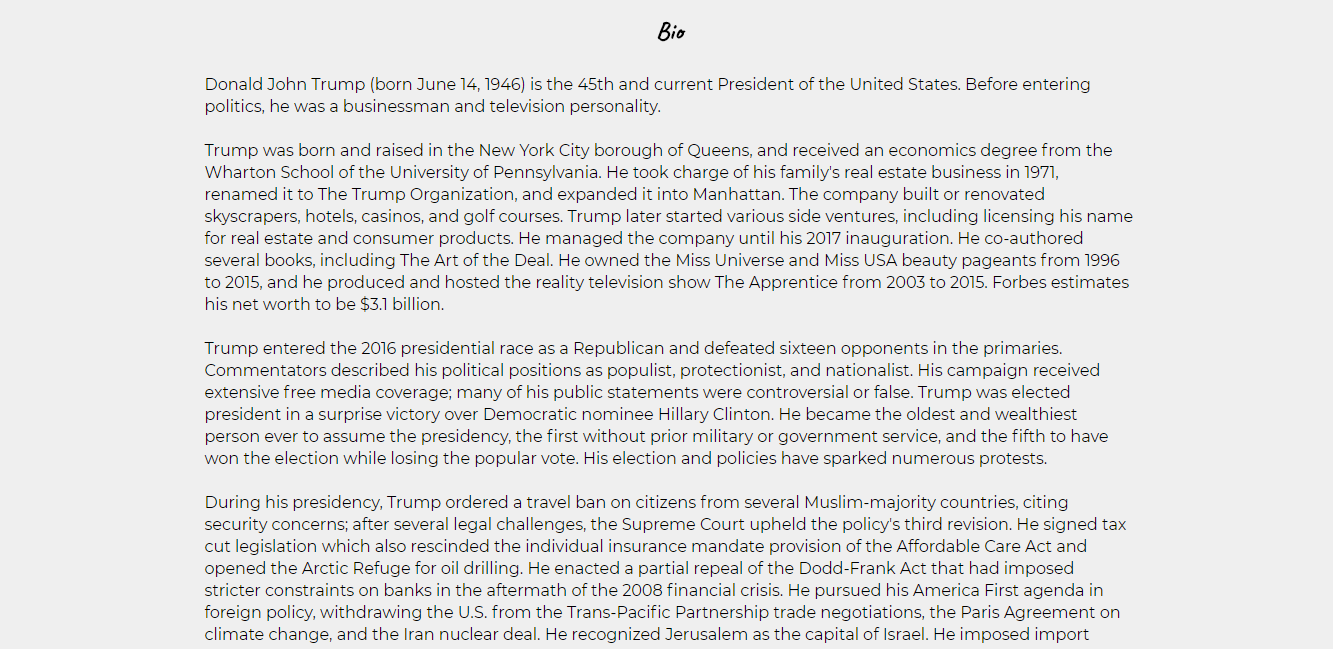 Bio
Donald John Trump (born June 14, 1946) is the 45th and current President of the United States. Before entering
politics, he was a businessman and television personality.
Trump was born and raised in the New York City borough of Queens, and received an economics degree from the
Wharton School of the University of Pennsylvania. He took charge of his family's real estate business in 1971,
renamed it to The Trump Organization, and expanded it into Manhattan. The company built or renovated
skyscrapers, hotels, casinos, and golf courses. Trump later started various side ventures, including licensing his name
for real estate and consumer products. He managed the company until his 2017 inauguration. He co-authored
several books, including The Art of the Deal. He owned the Miss Universe and Miss USA beauty pageants from 1996
to 2015, and he produced and hosted the reality television show The Apprentice from 2003 to 2015. Forbes estimates
his net worth to be $3.1 billion.
Trump entered the 2016 presidential race as a Republican and defeated sixteen opponents in the primaries.
Commentators described his political positions as populist, protectionist, and nationalist. His campaign received
extensive free media coverage; many of his public statements were controversial or false. Trump was elected
president in a surprise victory over Democratic nominee Hillary Clinton. He became the oldest and wealthiest
person ever to assume the presidency, the first without prior military or government service, and the fifth to have
won the election while losing the popular vote. His election and policies have sparked numerous protests.
During his presidency, Trump ordered a travel ban on citizens from several Muslim-majority countries, citing
security concerns; after several legal challenges, the Supreme Court upheld the policy's third revision. He signed tax
cut legislation which also rescinded the individual insurance mandate provision of the Affordable Care Act and
opened the Arctic Refuge for oil drilling. He enacted a partial repeal of the Dodd-Frank Act that had imposed
stricter constraints on banks in the aftermath of the 2008 financial crisis. He pursued his America First agenda in
foreign policy, withdrawing the U.S. from the Trans-Pacific Partnership trade negotiations, the Paris Agreement on
climate change, and the Iran nuclear deal. He recognized Jerusalem as the capital of Israel. He imposed import